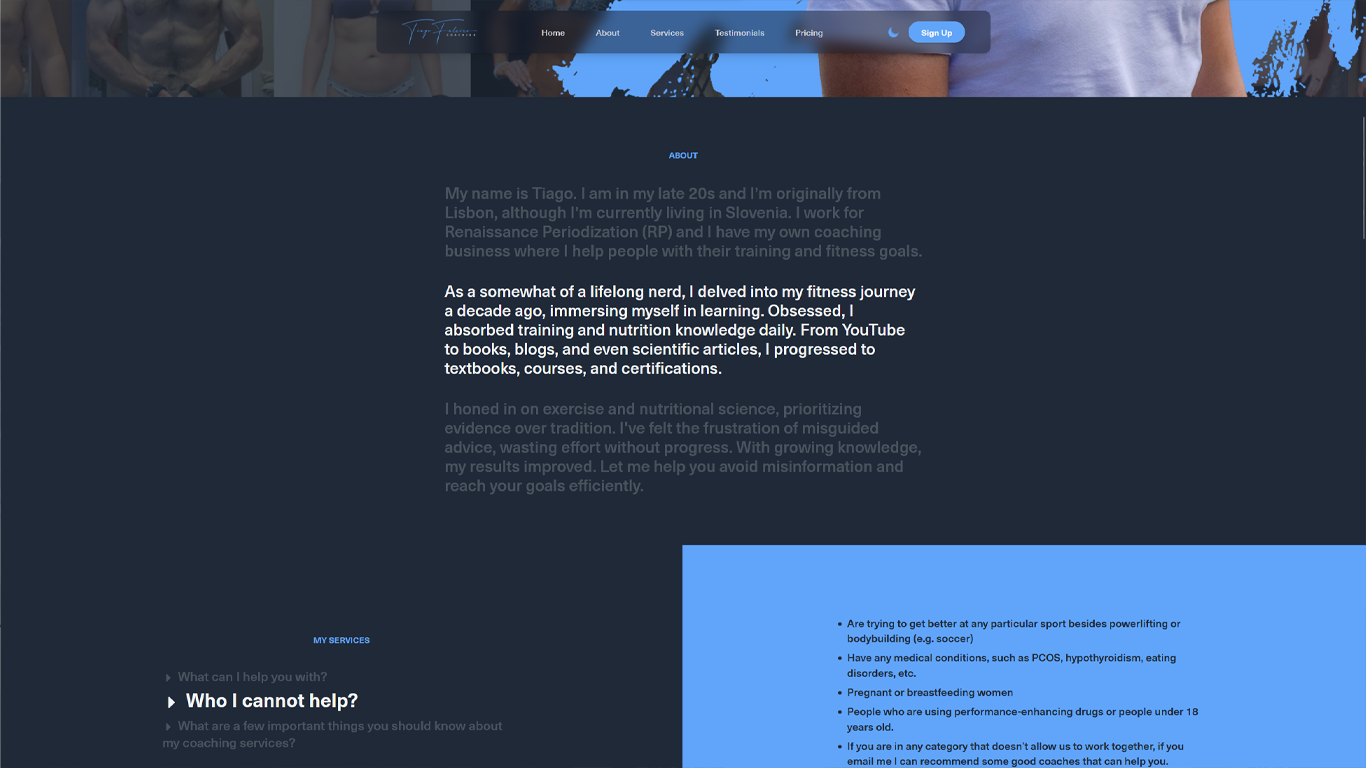 Home
About
Services
Testimonials
Pricing
Sign Up
ABOUT
My name is Tiago. I am in my late 20s and I'm originally from
Lisbon, although I'm currently living in Slovenia. I work for
Renaissance Periodization (RP) and I have my own coaching
business where I help people with their training and fitness goals.
As a somewhat of a lifelong nerd, I delved into my fitness journey
a decade ago, immersing myself in learning. Obsessed, I
absorbed training and nutrition knowledge daily. From YouTube
to books, blogs, and even scientific articles, I progressed to
textbooks, courses, and certifications.
I honed in on exercise and nutritional science, prioritizing
evidence over tradition. I've felt the frustration of misguided
advice, wasting effort without progress. With growing knowledge,
my results improved. Let me help you avoid misinformation and
reach your goals efficiently.
MY SERVICES
What can I help you with?
Who I cannot help?
What are a few important things you should know about
my coaching services?
• Are trying to get better at any particular sport besides powerlifting or
bodybuilding (e.g. soccer)
• Have any medical conditions, such as PCOS, hypothyroidism, eating
disorders, etc.
• Pregnant or breastfeeding women
• People who are using performance-enhancing drugs or people under 18
years old.
• If you are in any category that doesn't allow us to work together, if you
email me I can recommend some good coaches that can help you.